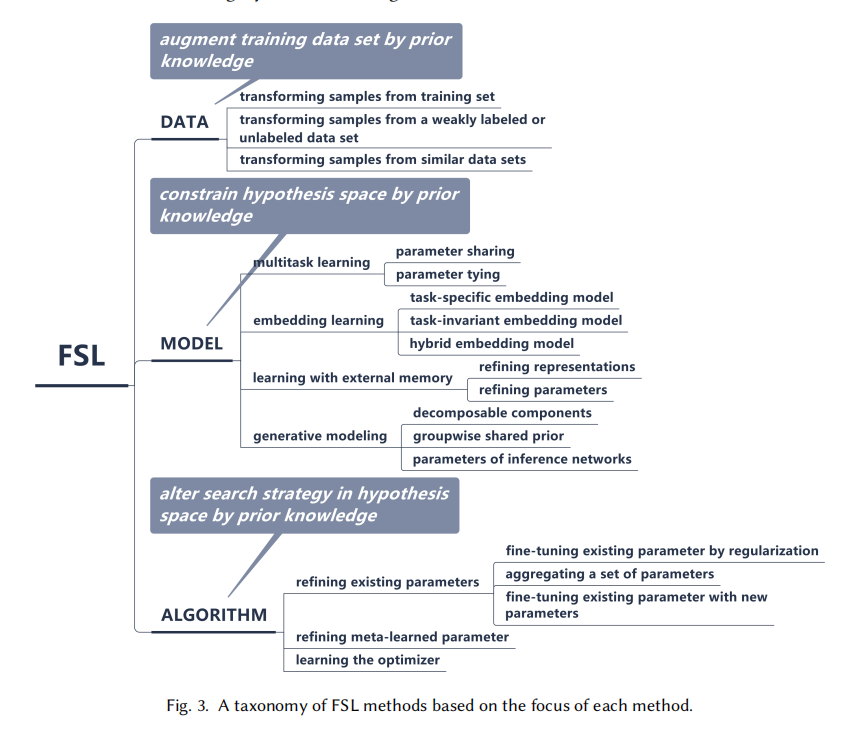 augment training data set by prior
knowledge
transforming samples from training set
DATA
transforming samples from a weakly labeled or
unlabeled data set
transforming samples from similar data sets
constrain hypothesis space by prior
knowledge
multitask learning
parameter sharing
parameter tying
FSL
MODEL
embedding learning
task-specific embedding model
task-invariant embedding model
hybrid embedding model
learning with external memory
refining representations
refining parameters
generative modeling
decomposable components
groupwise shared prior
parameters of inference networks
alter search strategy in hypothesis
space by prior knowledge
ALGORITHM
refining existing parameters
fine-tuning existing parameter by regularization
aggregating a set of parameters
fine-tuning existing parameter with new
parameters
refining meta-learned parameter
learning the optimizer
Fig. 3. A taxonomy of FSL methods based on the focus of each method.